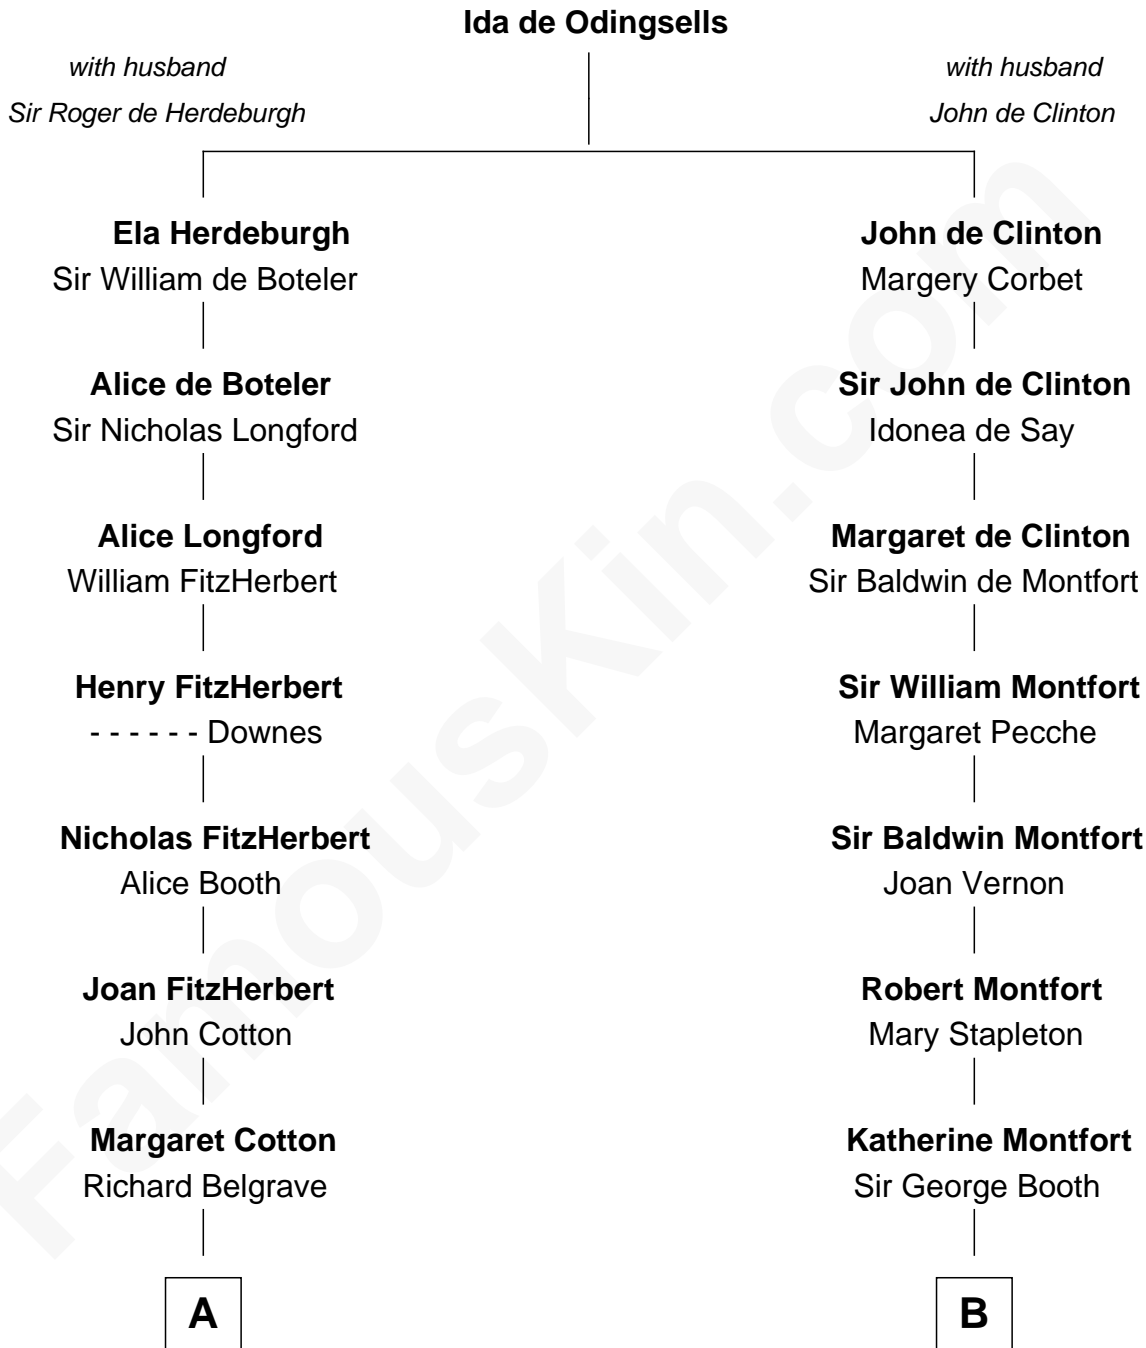 Ida de Odingsells
with husband
Sir Roger de Herdeburgh
with husband
John de Clinton
Ela Herdeburgh
Sir William de Boteler
Alice de Boteler
Sir Nicholas Longford
Alice Longford
William FitzHerbert
Henry FitzHerbert
- - - - - - Downes
Nicholas FitzHerbert
Alice Booth
Joan FitzHerbert
John Cotton
Margaret Cotton
Richard Belgrave
A
John de Clinton
Margery Corbet
Sir John de Clinton
Idonea de Say
Margaret de Clinton
Sir Baldwin de Montfort
Sir William Montfort
Margaret Pecche
Sir Baldwin Montfort
Joan Vernon
Robert Montfort
Mary Stapleton
Katherine Montfort
Sir George Booth
B
FamousKin.com